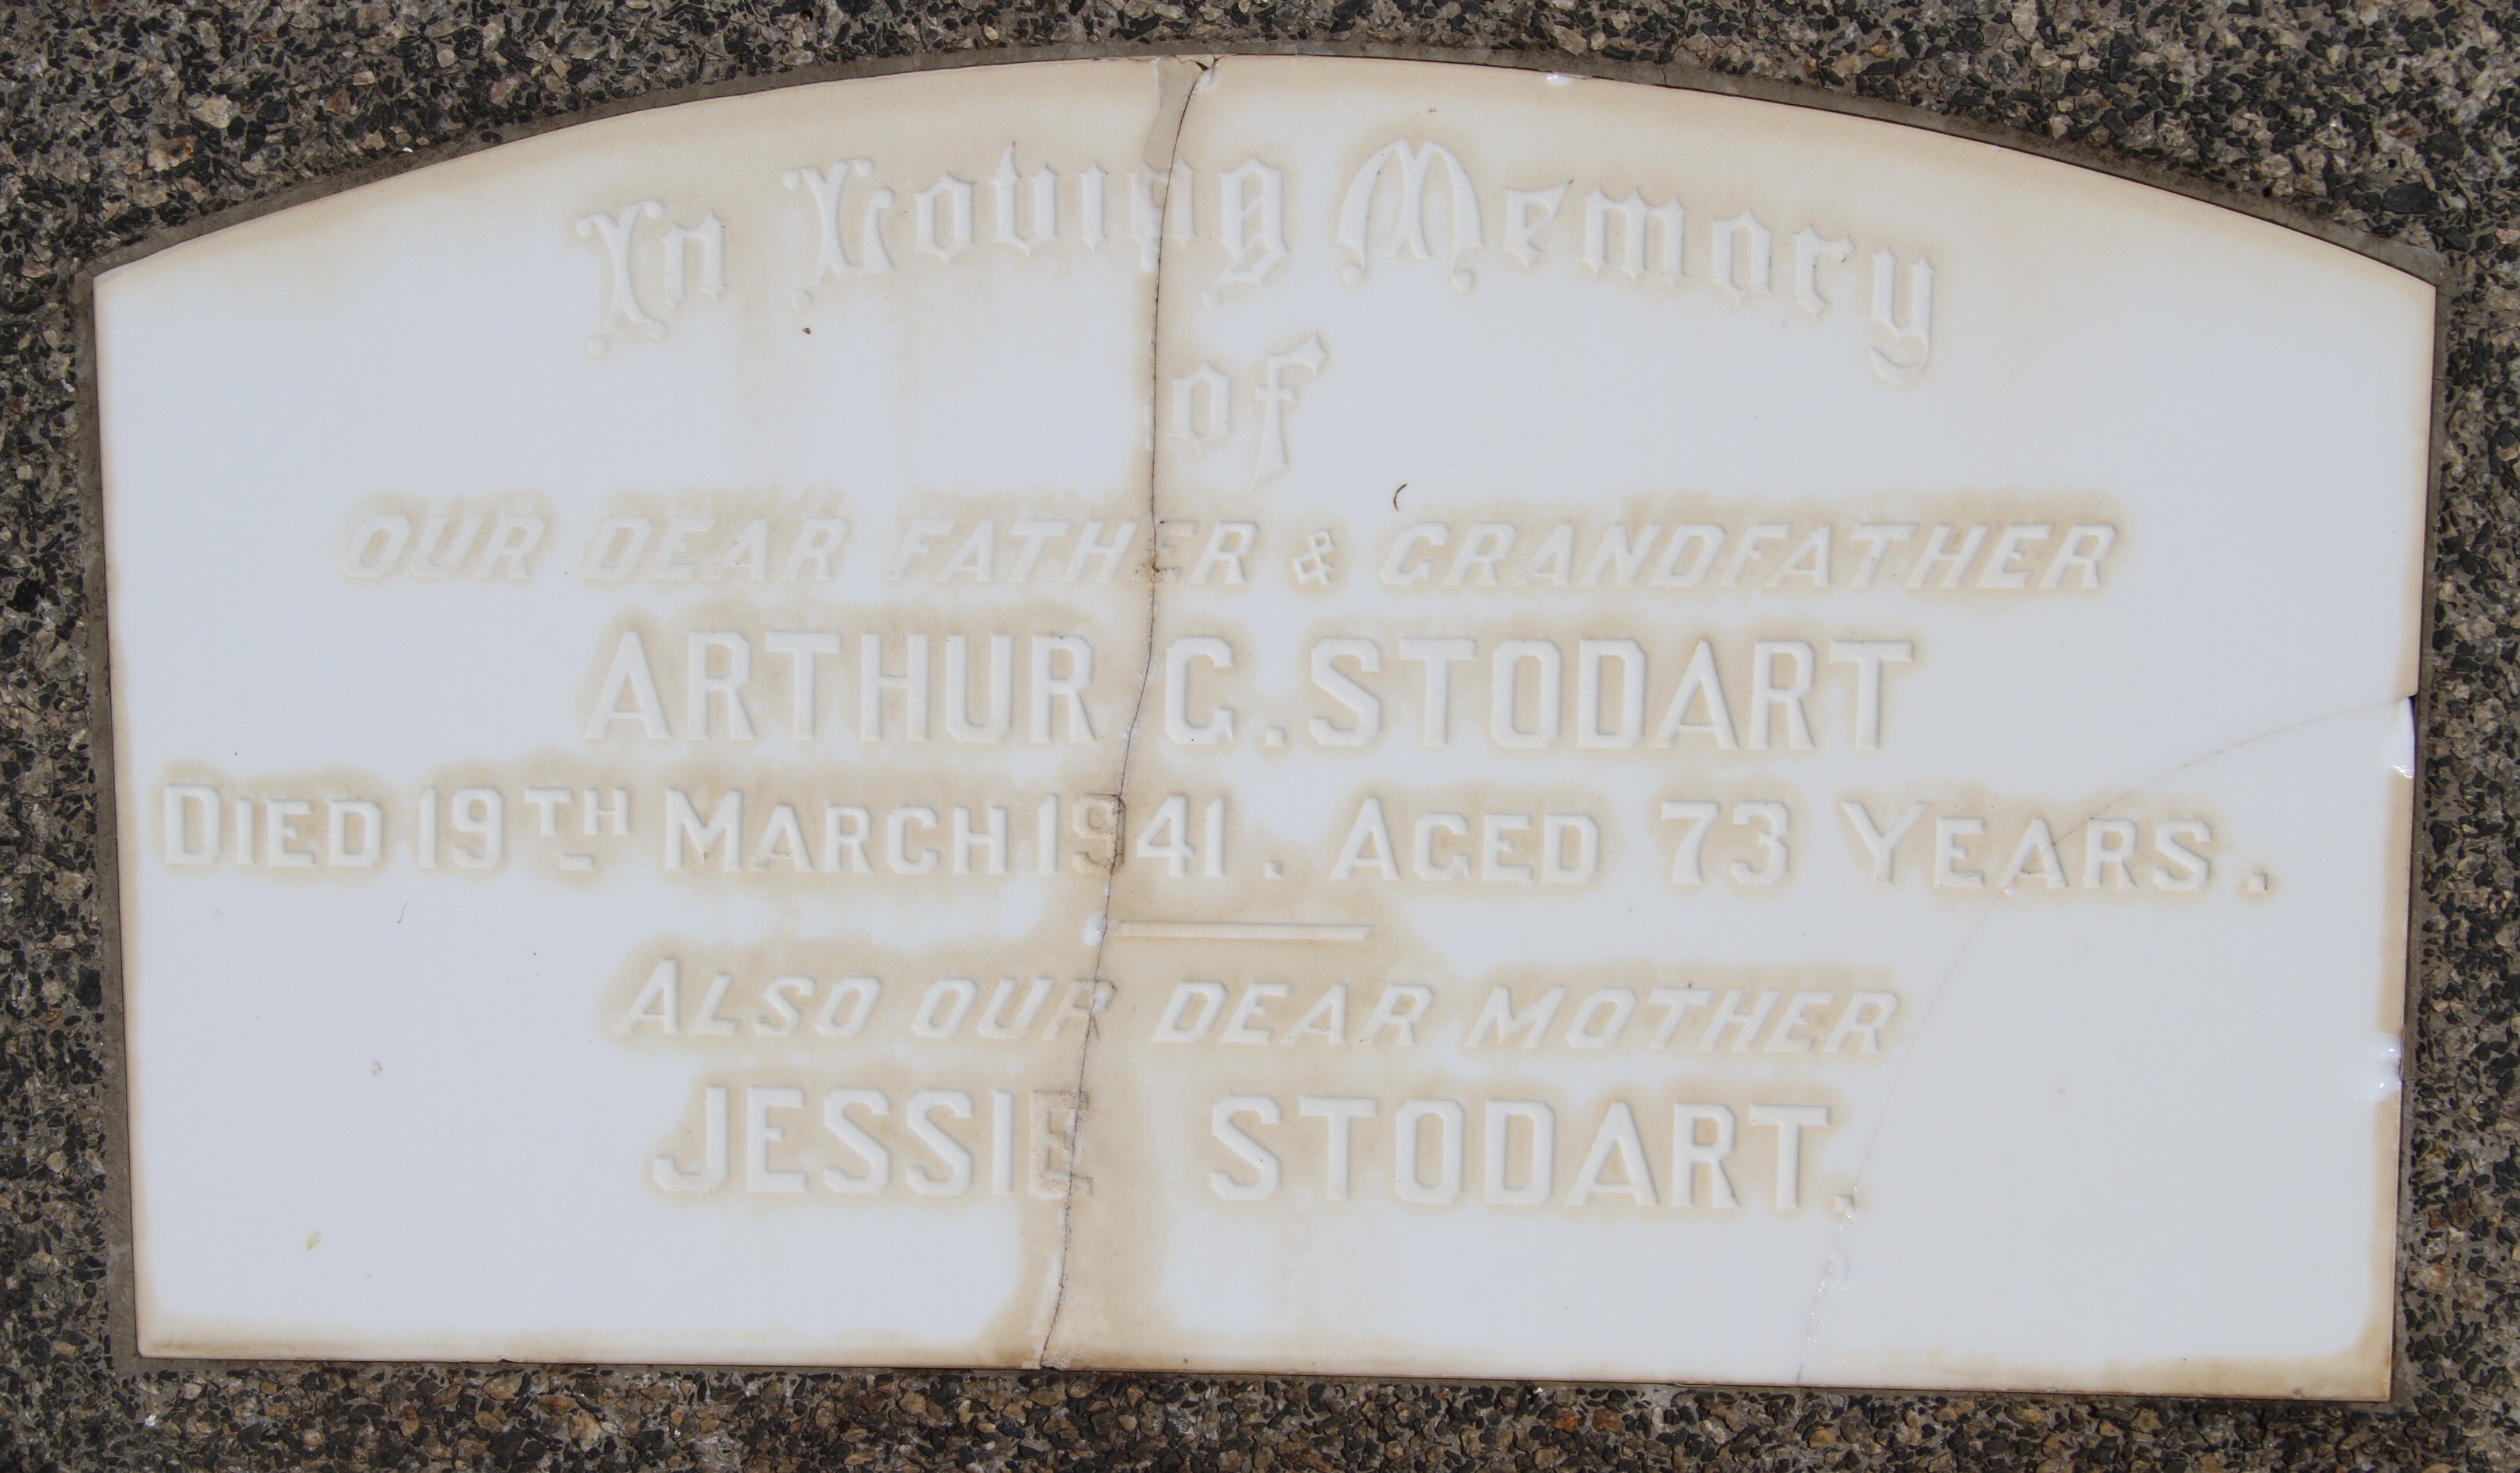 In Loving Memory
of
OUR DEAR FATHER & GRANDFATHER
ARTHUR G. STODART
DIED 19TH MARCH 1941. AGED 73 YEARS.
ALSO OUR DEAR MOTHER
JESSIE STODART.